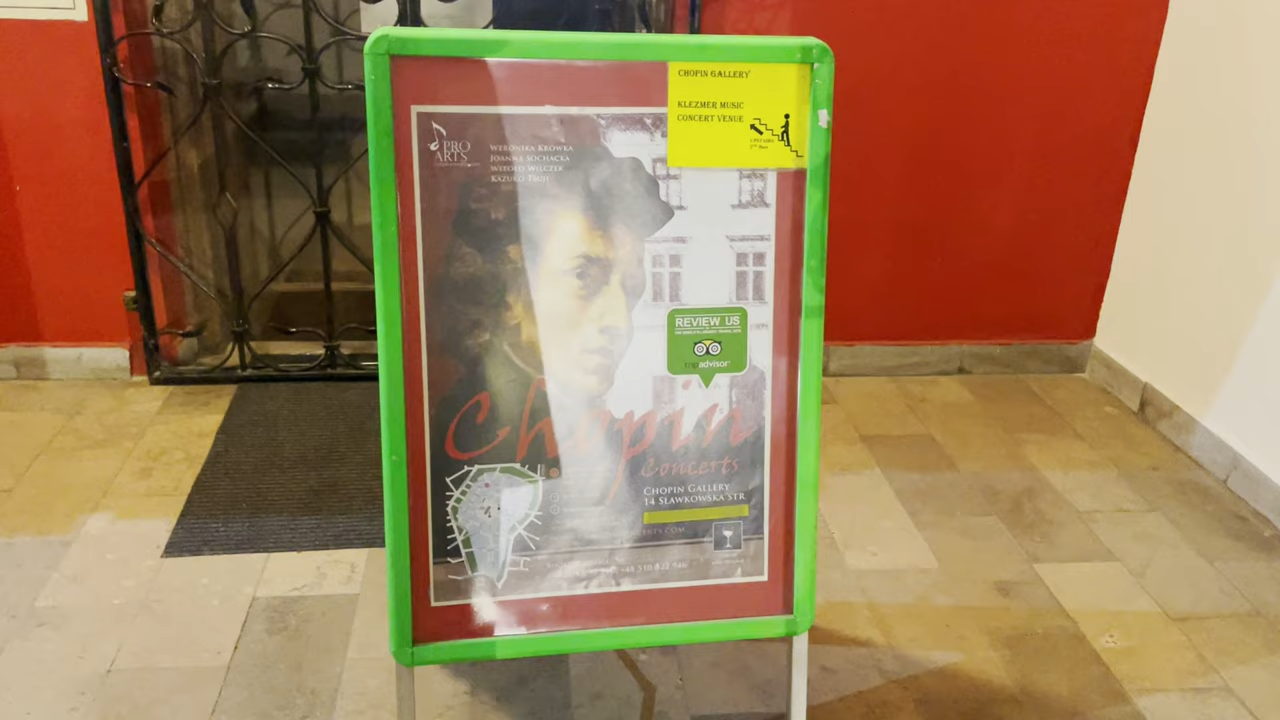 CHOPIN GALLERY
KLEZMER MUSIC
CONCERT VENUE
PRO
ARTS
WERONIKA KRÓWKA
JOANNA SOCHACKA
WITOLD WILCZEK
KAZUKO TSUJI
REVIEW US
tripadvisor
Chopin
Concerts
CHOPIN GALLERY
14 SŁAWKOWSKA STR